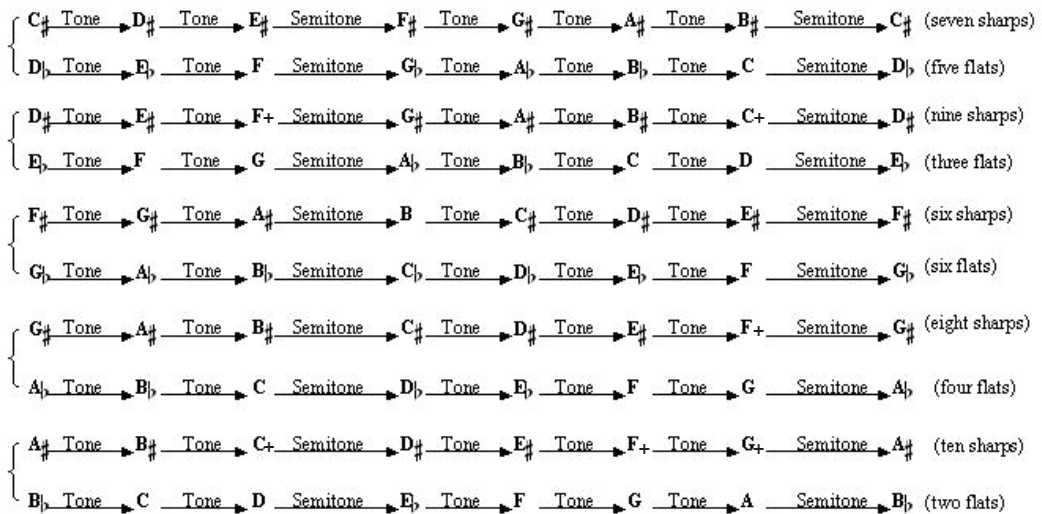 C♯ Tone D♯ Tone E♯ Semitone F♯ Tone G♯ Tone A♯ Tone B♯ Semitone C♯ (seven sharps)
D♭ Tone E♭ Tone F Semitone G♭ Tone A♭ Tone B♭ Tone C Semitone D♭ (five flats)
D♯ Tone E♯ Tone F+ Semitone G♯ Tone A♯ Tone B♯ Tone C+ Semitone D♯ (nine sharps)
E♭ Tone F Tone G Semitone A♭ Tone B♭ Tone C Tone D Semitone E♭ (three flats)
F♯ Tone G♯ Tone A♯ Semitone B Tone C♯ Tone D♯ Tone E♯ Semitone F♯ (six sharps)
G♭ Tone A♭ Tone B♭ Semitone C♭ Tone D♭ Tone E♭ Tone F Semitone G♭ (six flats)
G♯ Tone A♯ Tone B♯ Semitone C♯ Tone D♯ Tone E♯ Tone F+ Semitone G♯ (eight sharps)
A♭ Tone B♭ Tone C Semitone D♭ Tone E♭ Tone F Tone G Semitone A♭ (four flats)
A♯ Tone B♯ Tone C+ Semitone D♯ Tone E♯ Tone F+ Tone G+ Semitone A♯ (ten sharps)
B♭ Tone C Tone D Semitone E♭ Tone F Tone G Tone A Semitone B♭ (two flats)